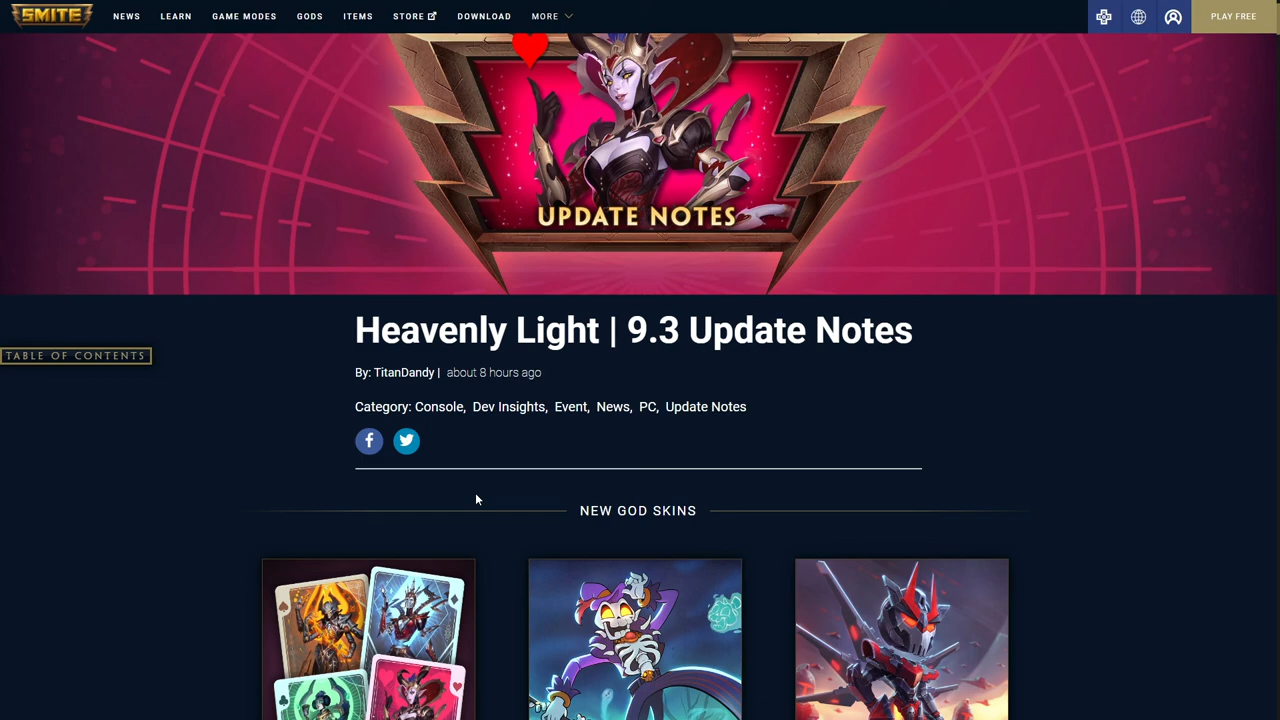 SMITE NEWS LEARN GAME MODES GODS ITEMS STORE DOWNLOAD MORE PLAY FREE
UPDATE NOTES
Heavenly Light | 9.3 Update Notes
TABLE OF CONTENTS
By: TitanDandy | about 8 hours ago
Category: Console, Dev Insights, Event, News, PC, Update Notes
NEW GOD SKINS